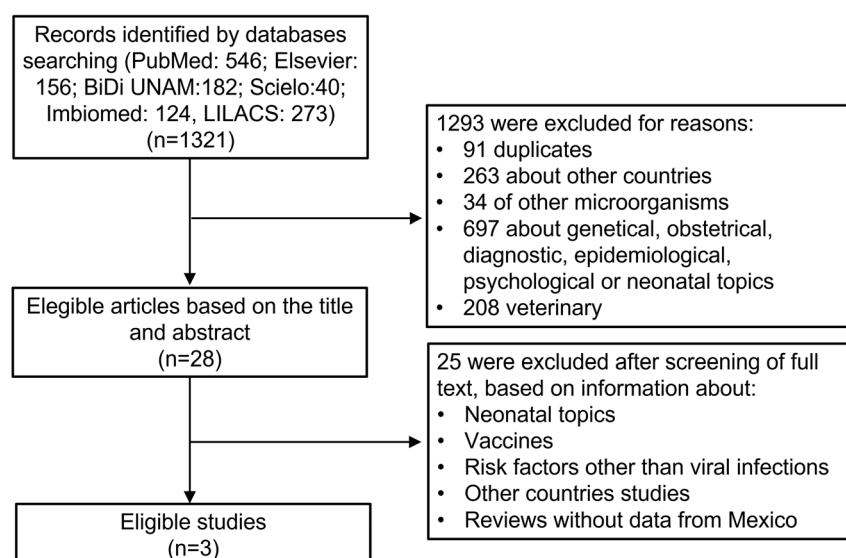 Records identified by databases
searching (PubMed: 546; Elsevier:
156; BiDi UNAM:182; Scielo:40;
Imbiomed: 124, LILACS: 273)
(n=1321)
1293 were excluded for reasons:
• 91 duplicates
• 263 about other countries
• 34 of other microorganisms
• 697 about genetical, obstetrical,
diagnostic, epidemiological,
psychological or neonatal topics
• 208 veterinary
Elegible articles based on the title
and abstract
(n=28)
25 were excluded after screening of full
text, based on information about:
• Neonatal topics
• Vaccines
• Risk factors other than viral infections
• Other countries studies
• Reviews without data from Mexico
Eligible studies
(n=3)